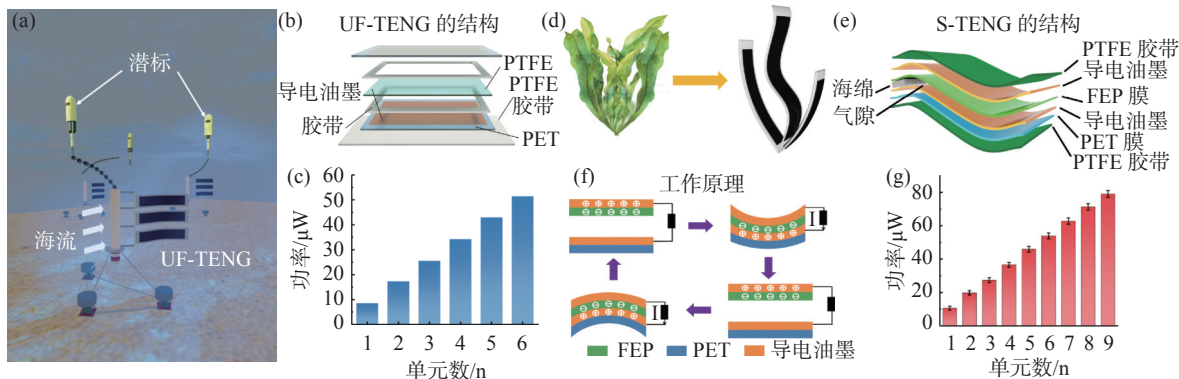 (a)
潜标
海流
UF-TENG
(b)
UF-TENG 的结构
PTFE
导电油墨
PTFE
胶带
胶带
PET
(c)
功率/μW
60
50
40
30
20
10
0
1 2 3 4 5 6
单元数/n
(d)
(e)
S-TENG 的结构
PTFE 胶带
导电油墨
海绵
FEP 膜
气隙
导电油墨
PET 膜
PTFE 胶带
(f)
工作原理
I
I
FEP PET 导电油墨
(g)
功率/μW
80
60
40
20
0
1 2 3 4 5 6 7 8 9
单元数/n